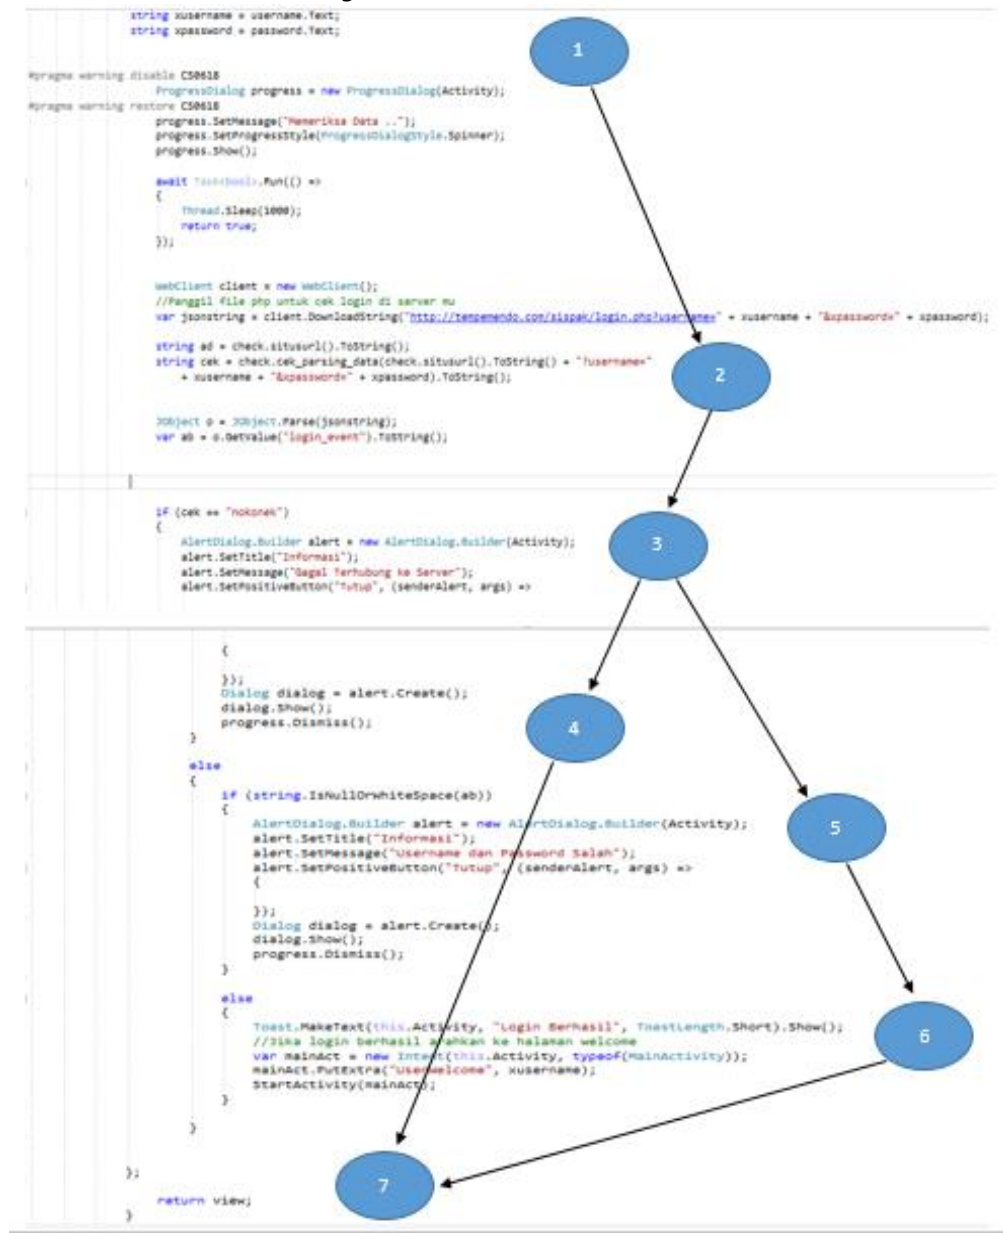 string xusername = username.Text;
string xpassword = password.Text;
1
#pragma warning disable CS0618
ProgressDialog progress = new ProgressDialog(Activity);
#pragma warning restore CS0618
progress.SetMessage("Memeriksa Data ..");
progress.SetProgressStyle(ProgressDialogStyle.Spinner);
progress.Show();
await Task<bool>.Run(() =>
{
Thread.Sleep(1000);
return true;
});
WebClient client = new WebClient();
//Panggil file php untuk cek login di server mu
var jsonstring = client.DownloadString("http://tempemendo.com/sispak/login.php?username=" + xusername + "&xpassword=" + xpassword);
string ad = check.situsurl().ToString();
string cek = check.cek_parsing_data(check.situsurl().ToString() + "?username="
+ xusername + "&xpassword=" + xpassword).ToString();
2
JObject o = JObject.Parse(jsonstring);
var ab = o.GetValue("login_event").ToString();
if (cek == "nokonek")
{
AlertDialog.Builder alert = new AlertDialog.Builder(Activity);
3
alert.SetTitle("Informasi");
alert.SetMessage("Gagal Terhubung ke Server");
alert.SetPositiveButton("Tutup", (senderAlert, args) =>
{
});
Dialog dialog = alert.Create();
dialog.Show();
progress.Dismiss();
4
}
else
{
if (string.IsNullOrWhiteSpace(ab))
{
AlertDialog.Builder alert = new AlertDialog.Builder(Activity);
5
alert.SetTitle("Informasi");
alert.SetMessage("Username dan Password Salah");
alert.SetPositiveButton("Tutup", (senderAlert, args) =>
{
});
Dialog dialog = alert.Create();
dialog.Show();
progress.Dismiss();
}
else
{
Toast.MakeText(this.Activity, "Login Berhasil", ToastLength.Short).Show();
6
//Jika login berhasil arahkan ke halaman welcome
var mainAct = new Intent(this.Activity, typeof(MainActivity));
mainAct.PutExtra("Userwelcome", xusername);
StartActivity(mainAct);
}
}
};
7
return view;
}